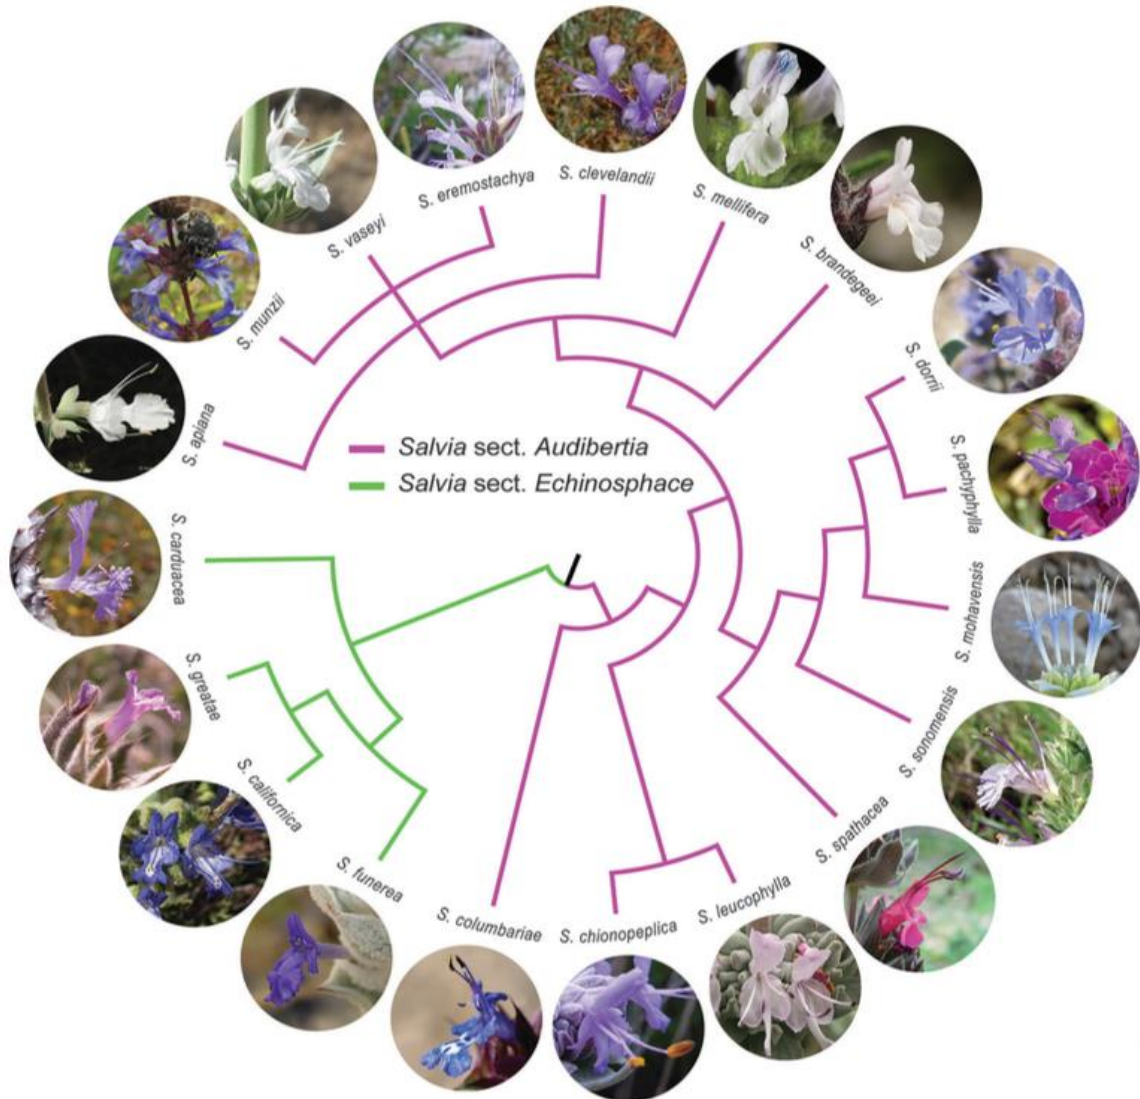 S. eremostachya
S. clevelandii
S. mellifera
S. vaseyi
S. brandegeei
S. munzii
S. dorrii
S. apiana
Salvia sect. Audibertia
S. pachyphylla
Salvia sect. Echinosphace
S. carduacea
S. mohavensis
S. greatae
S. sonomensis
S. californica
S. spathacea
S. funerea
S. leucophylla
S. columbariae
S. chionopeplica